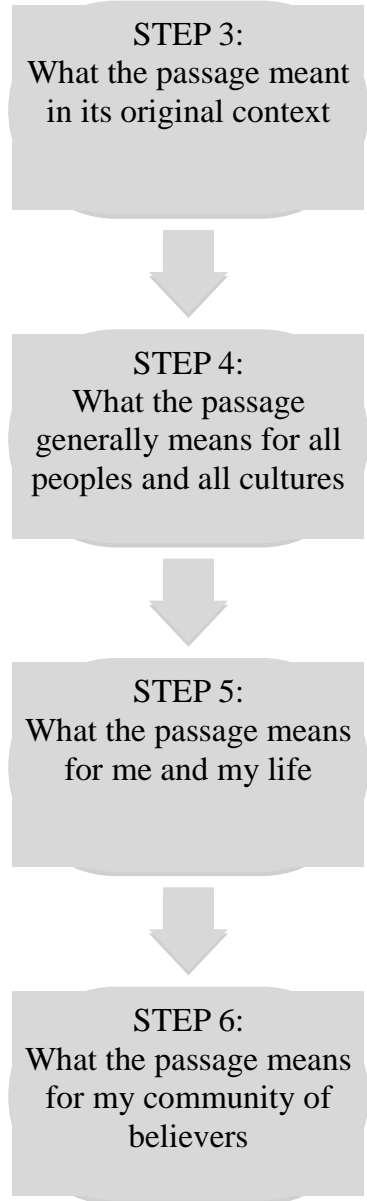 STEP 3:
What the passage meant
in its original context
STEP 4:
What the passage
generally means for all
peoples and all cultures
STEP 5:
What the passage means
for me and my life
STEP 6:
What the passage means
for my community of
believers